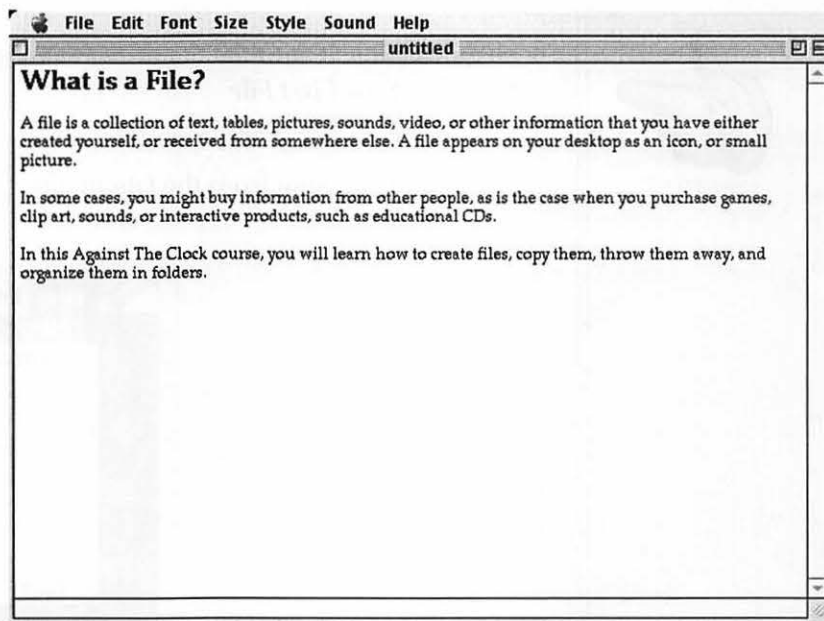 File Edit Font Size Style Sound Help
untitled
What is a File?
A file is a collection of text, tables, pictures, sounds, video, or other information that you have either
created yourself, or received from somewhere else. A file appears on your desktop as an icon, or small
picture.
In some cases, you might buy information from other people, as is the case when you purchase games,
clip art, sounds, or interactive products, such as educational CDs.
In this Against The Clock course, you will learn how to create files, copy them, throw them away, and
organize them in folders.